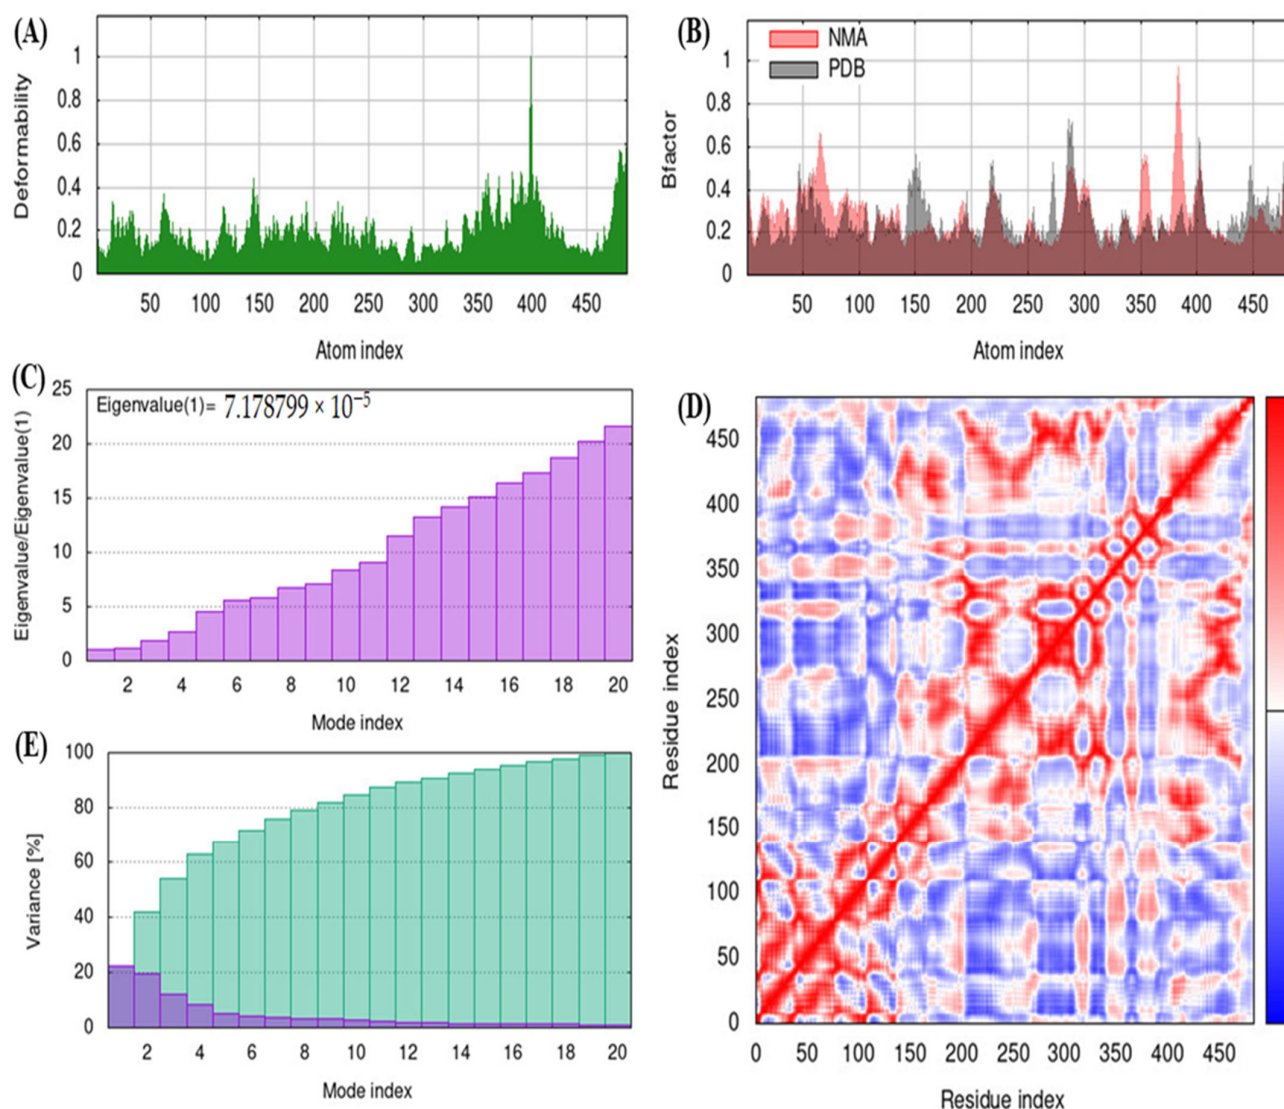 (A)
Deformability
1
0.8
0.6
0.4
0.2
0
50 100 150 200 250 300 350 400 450
Atom index
(B)
NMA
PDB
Bfactor
1
0.8
0.6
0.4
0.2
0
50 100 150 200 250 300 350 400 450
Atom index
(C)
Eigenvalue(1)= 7.178799 × 10⁻⁵
Eigenvalue/Eigenvalue(1)
25
20
15
10
5
0
2 4 6 8 10 12 14 16 18 20
Mode index
(D)
Residue index
450
400
350
300
250
200
150
100
50
0
0 50 100 150 200 250 300 350 400 450
Residue index
(E)
Variance [%]
100
80
60
40
20
0
2 4 6 8 10 12 14 16 18 20
Mode index